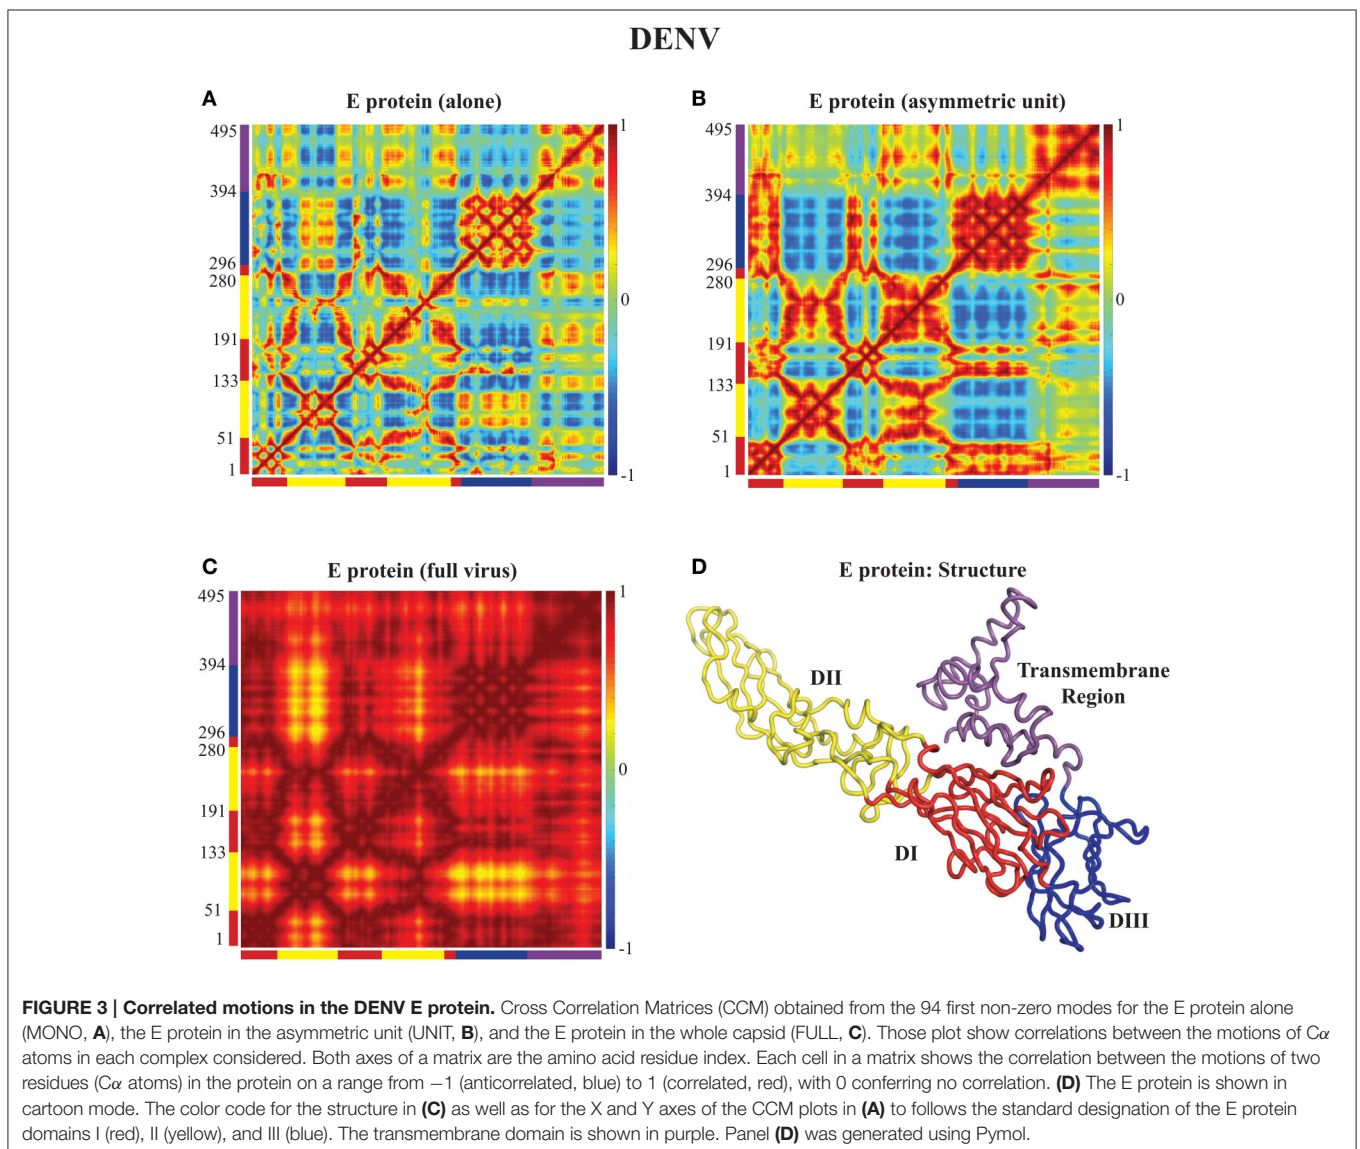 DENV
A
E protein (alone)
495
394
296
280
191
133
51
1
1
0
-1
B
E protein (asymmetric unit)
495
394
296
280
191
133
51
1
1
0
-1
C
E protein (full virus)
495
394
296
280
191
133
51
1
1
0
-1
D
E protein: Structure
DII
Transmembrane
Region
DI
DIII
FIGURE 3 | Correlated motions in the DENV E protein. Cross Correlation Matrices (CCM) obtained from the 94 first non-zero modes for the E protein alone
(MONO, A), the E protein in the asymmetric unit (UNIT, B), and the E protein in the whole capsid (FULL, C). Those plot show correlations between the motions of Cα
atoms in each complex considered. Both axes of a matrix are the amino acid residue index. Each cell in a matrix shows the correlation between the motions of two
residues (Cα atoms) in the protein on a range from −1 (anticorrelated, blue) to 1 (correlated, red), with 0 conferring no correlation. (D) The E protein is shown in
cartoon mode. The color code for the structure in (C) as well as for the X and Y axes of the CCM plots in (A) to follows the standard designation of the E protein
domains I (red), II (yellow), and III (blue). The transmembrane domain is shown in purple. Panel (D) was generated using Pymol.